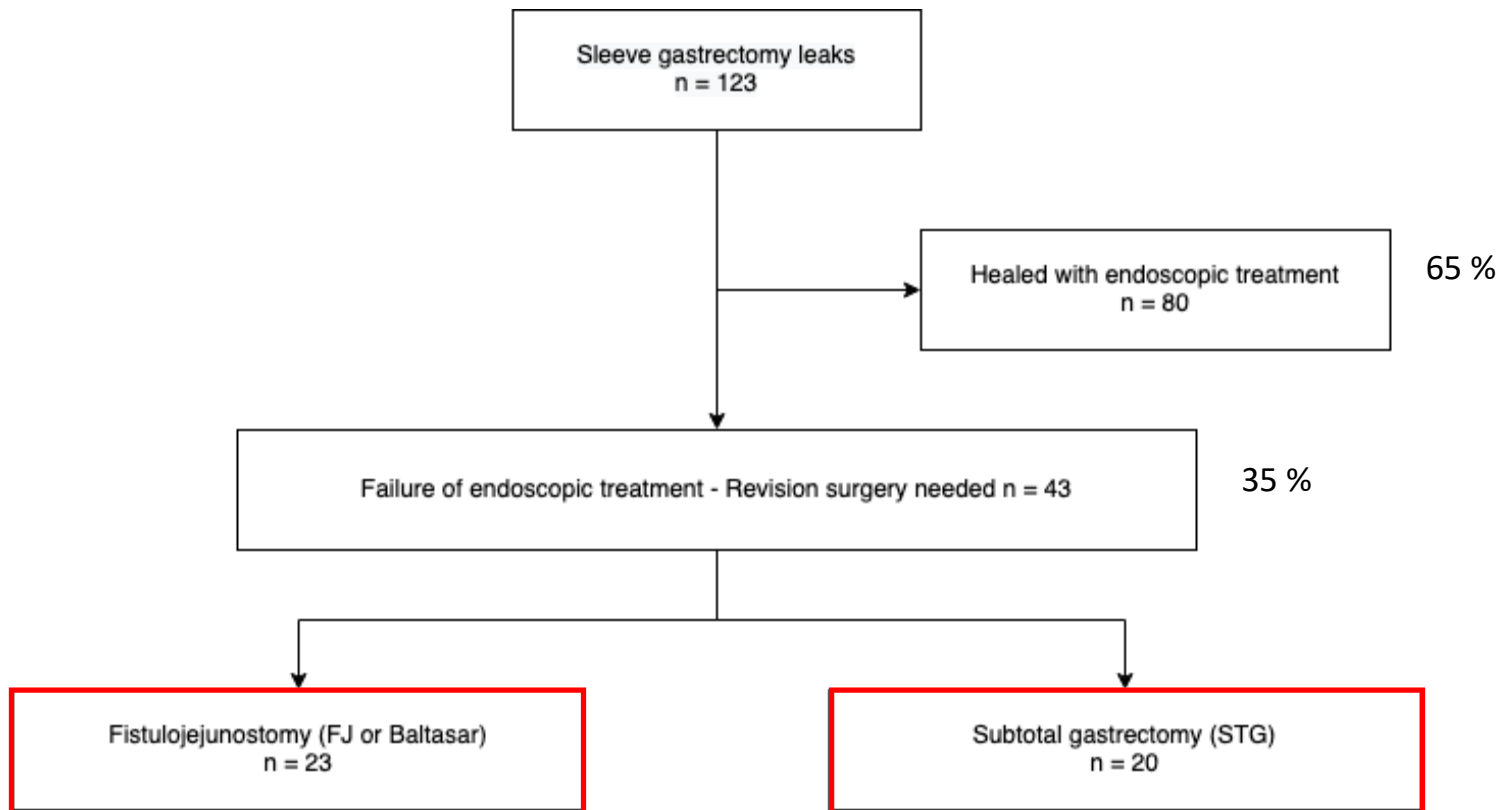 Sleeve gastrectomy leaks
n = 123
Healed with endoscopic treatment
n = 80
65 %
Failure of endoscopic treatment - Revision surgery needed n = 43
35 %
Fistulojejunostomy (FJ or Baltasar)
n = 23
Subtotal gastrectomy (STG)
n = 20